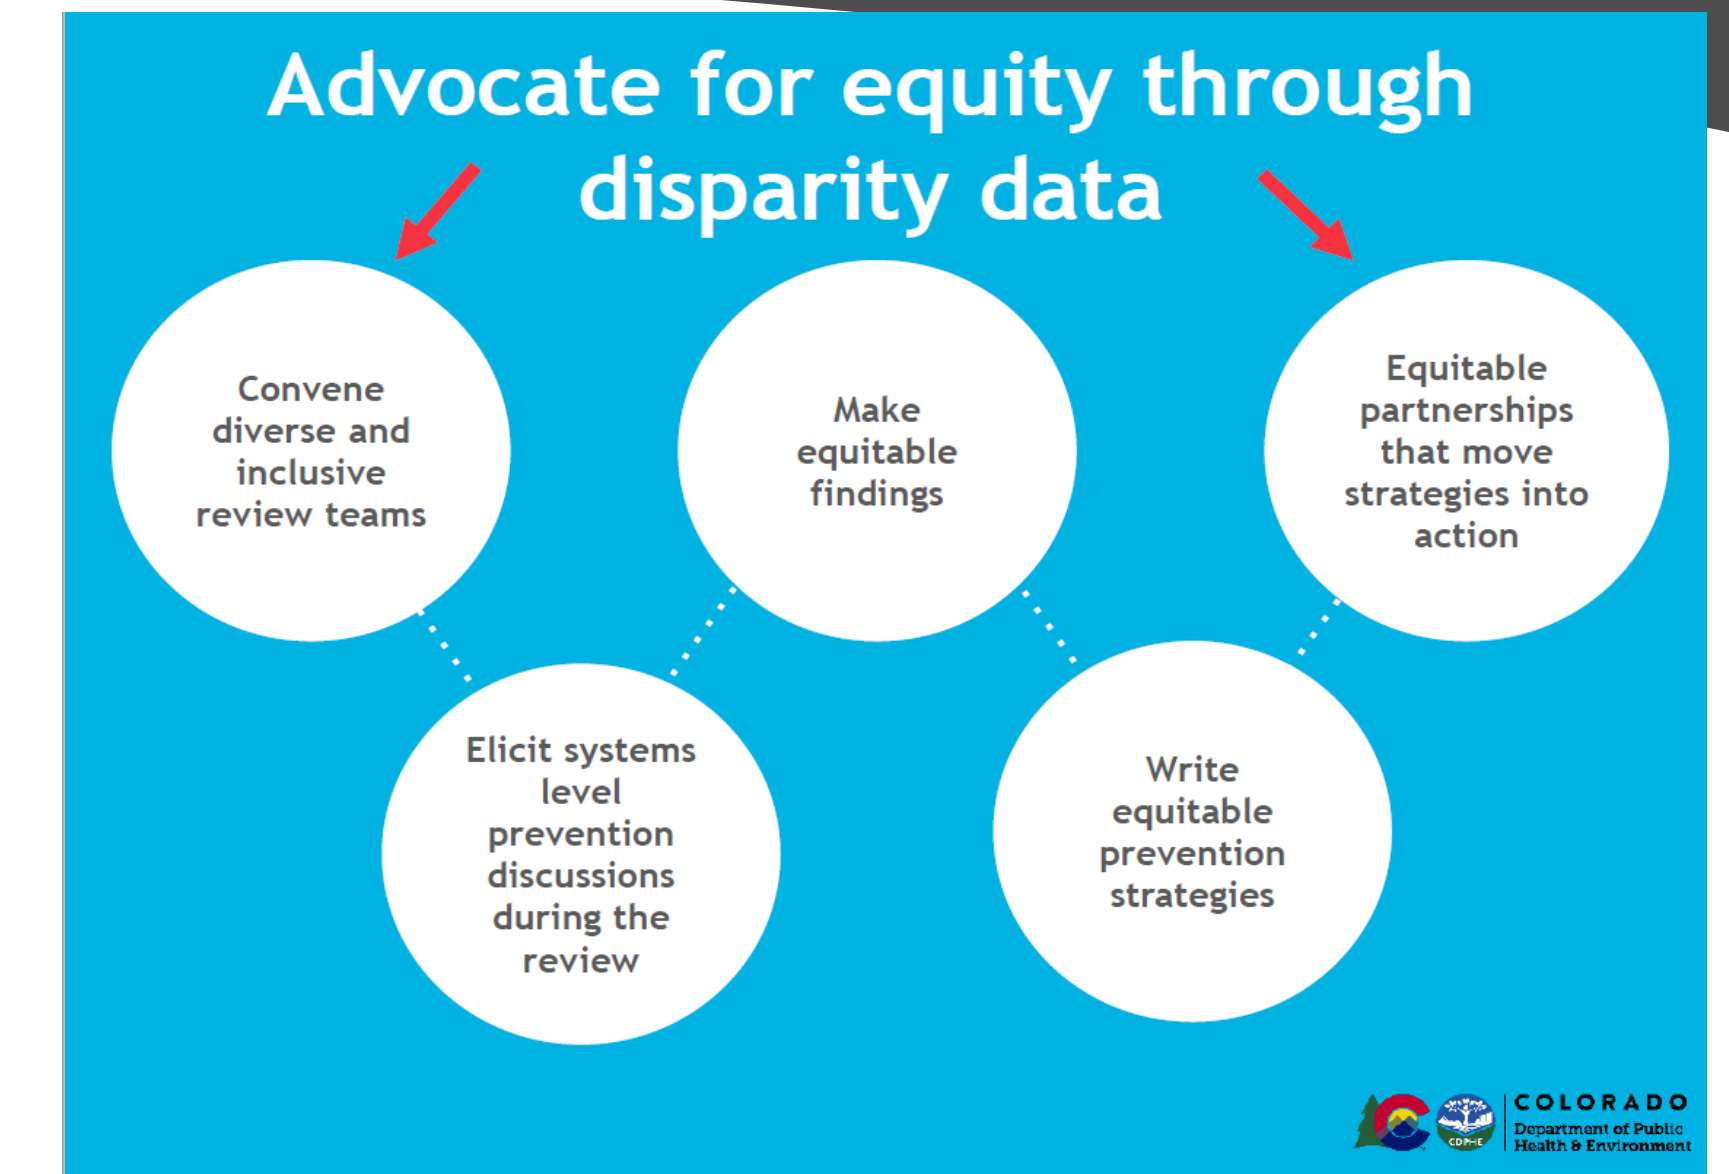 Advocate for equity through
disparity data
Convene
diverse and
inclusive
review teams
Elicit systems
level
prevention
discussions
during the
review
Make
equitable
findings
Write
equitable
prevention
strategies
Equitable
partnerships
that move
strategies into
action
CDPHE
COLORADO
Department of Public
Health & Environment